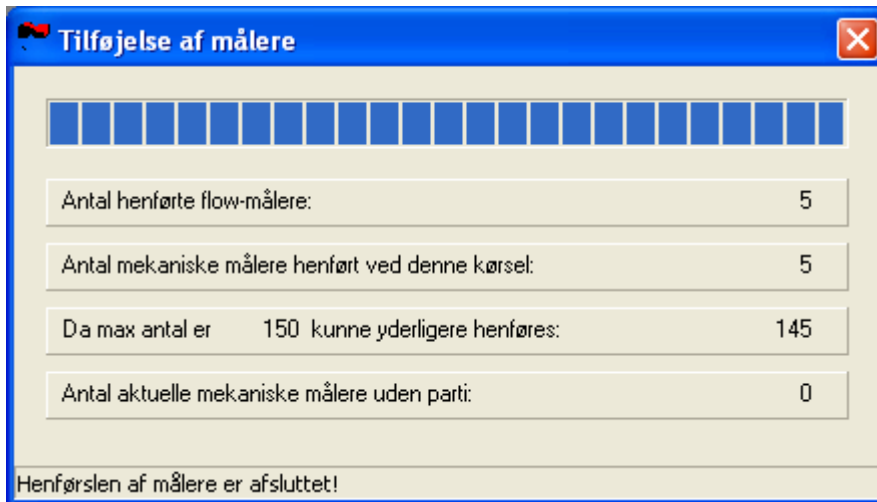 Tilføjelse af målere
Antal henførte flow-målere: 5
Antal mekaniske målere henført ved denne kørsel: 5
Da max antal er 150 kunne yderligere henføres: 145
Antal aktuelle mekaniske målere uden parti: 0
Henførslen af målere er afsluttet!